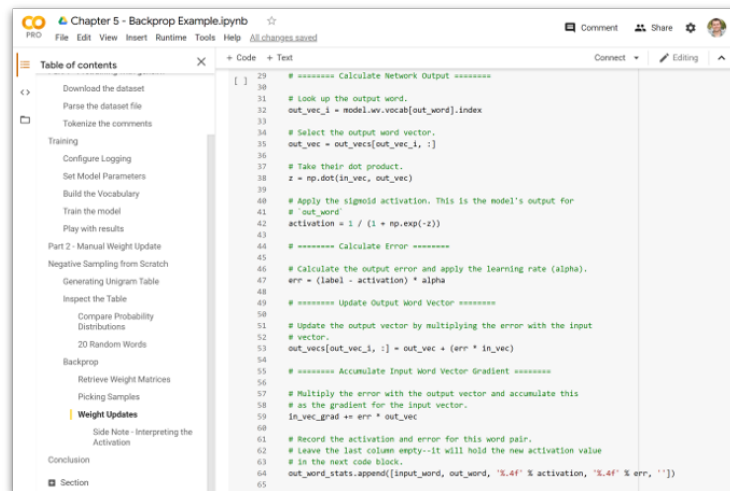 CO
PRO
Chapter 5 - Backprop Example.ipynb
File Edit View Insert Runtime Tools Help All changes saved
Comment Share
Table of contents
Download the dataset
Parse the dataset file
Tokenize the comments
Training
Configure Logging
Set Model Parameters
Build the Vocabulary
Train the model
Play with results
Part 2 - Manual Weight Update
Negative Sampling from Scratch
Generating Unigram Table
Inspect the Table
Compare Probability
Distributions
20 Random Words
Backprop
Retrieve Weight Matrices
Picking Samples
Weight Updates
Side Note - Interpreting the
Activation
Conclusion
Section
+ Code + Text
Connect Editing
[ ]
29 # ======== Calculate Network Output ========
30
31 # Look up the output word.
32 out_vec_i = model.wv.vocab[out_word].index
33
34 # Select the output word vector.
35 out_vec = out_vecs[out_vec_i, :]
36
37 # Take their dot product.
38 z = np.dot(in_vec, out_vec)
39
40 # Apply the sigmoid activation. This is the model's output for
41 # `out_word`
42 activation = 1 / (1 + np.exp(-z))
43
44 # ======== Calculate Error ========
45
46 # Calculate the output error and apply the learning rate (alpha).
47 err = (label - activation) * alpha
48
49 # ======== Update Output Word Vector ========
50
51 # Update the output vector by multiplying the error with the input
52 # vector.
53 out_vecs[out_vec_i, :] = out_vec + (err * in_vec)
54
55 # ======== Accumulate Input Word Vector Gradient ========
56
57 # Multiply the error with the output vector and accumulate this
58 # as the gradient for the input vector.
59 in_vec_grad += err * out_vec
60
61 # Record the activation and error for this word pair.
62 # Leave the last column empty--it will hold the new activation value
63 # in the next code block.
64 out_word_stats.append([input_word, out_word, '%.4f' % activation, '%.4f' % err, ''])
65